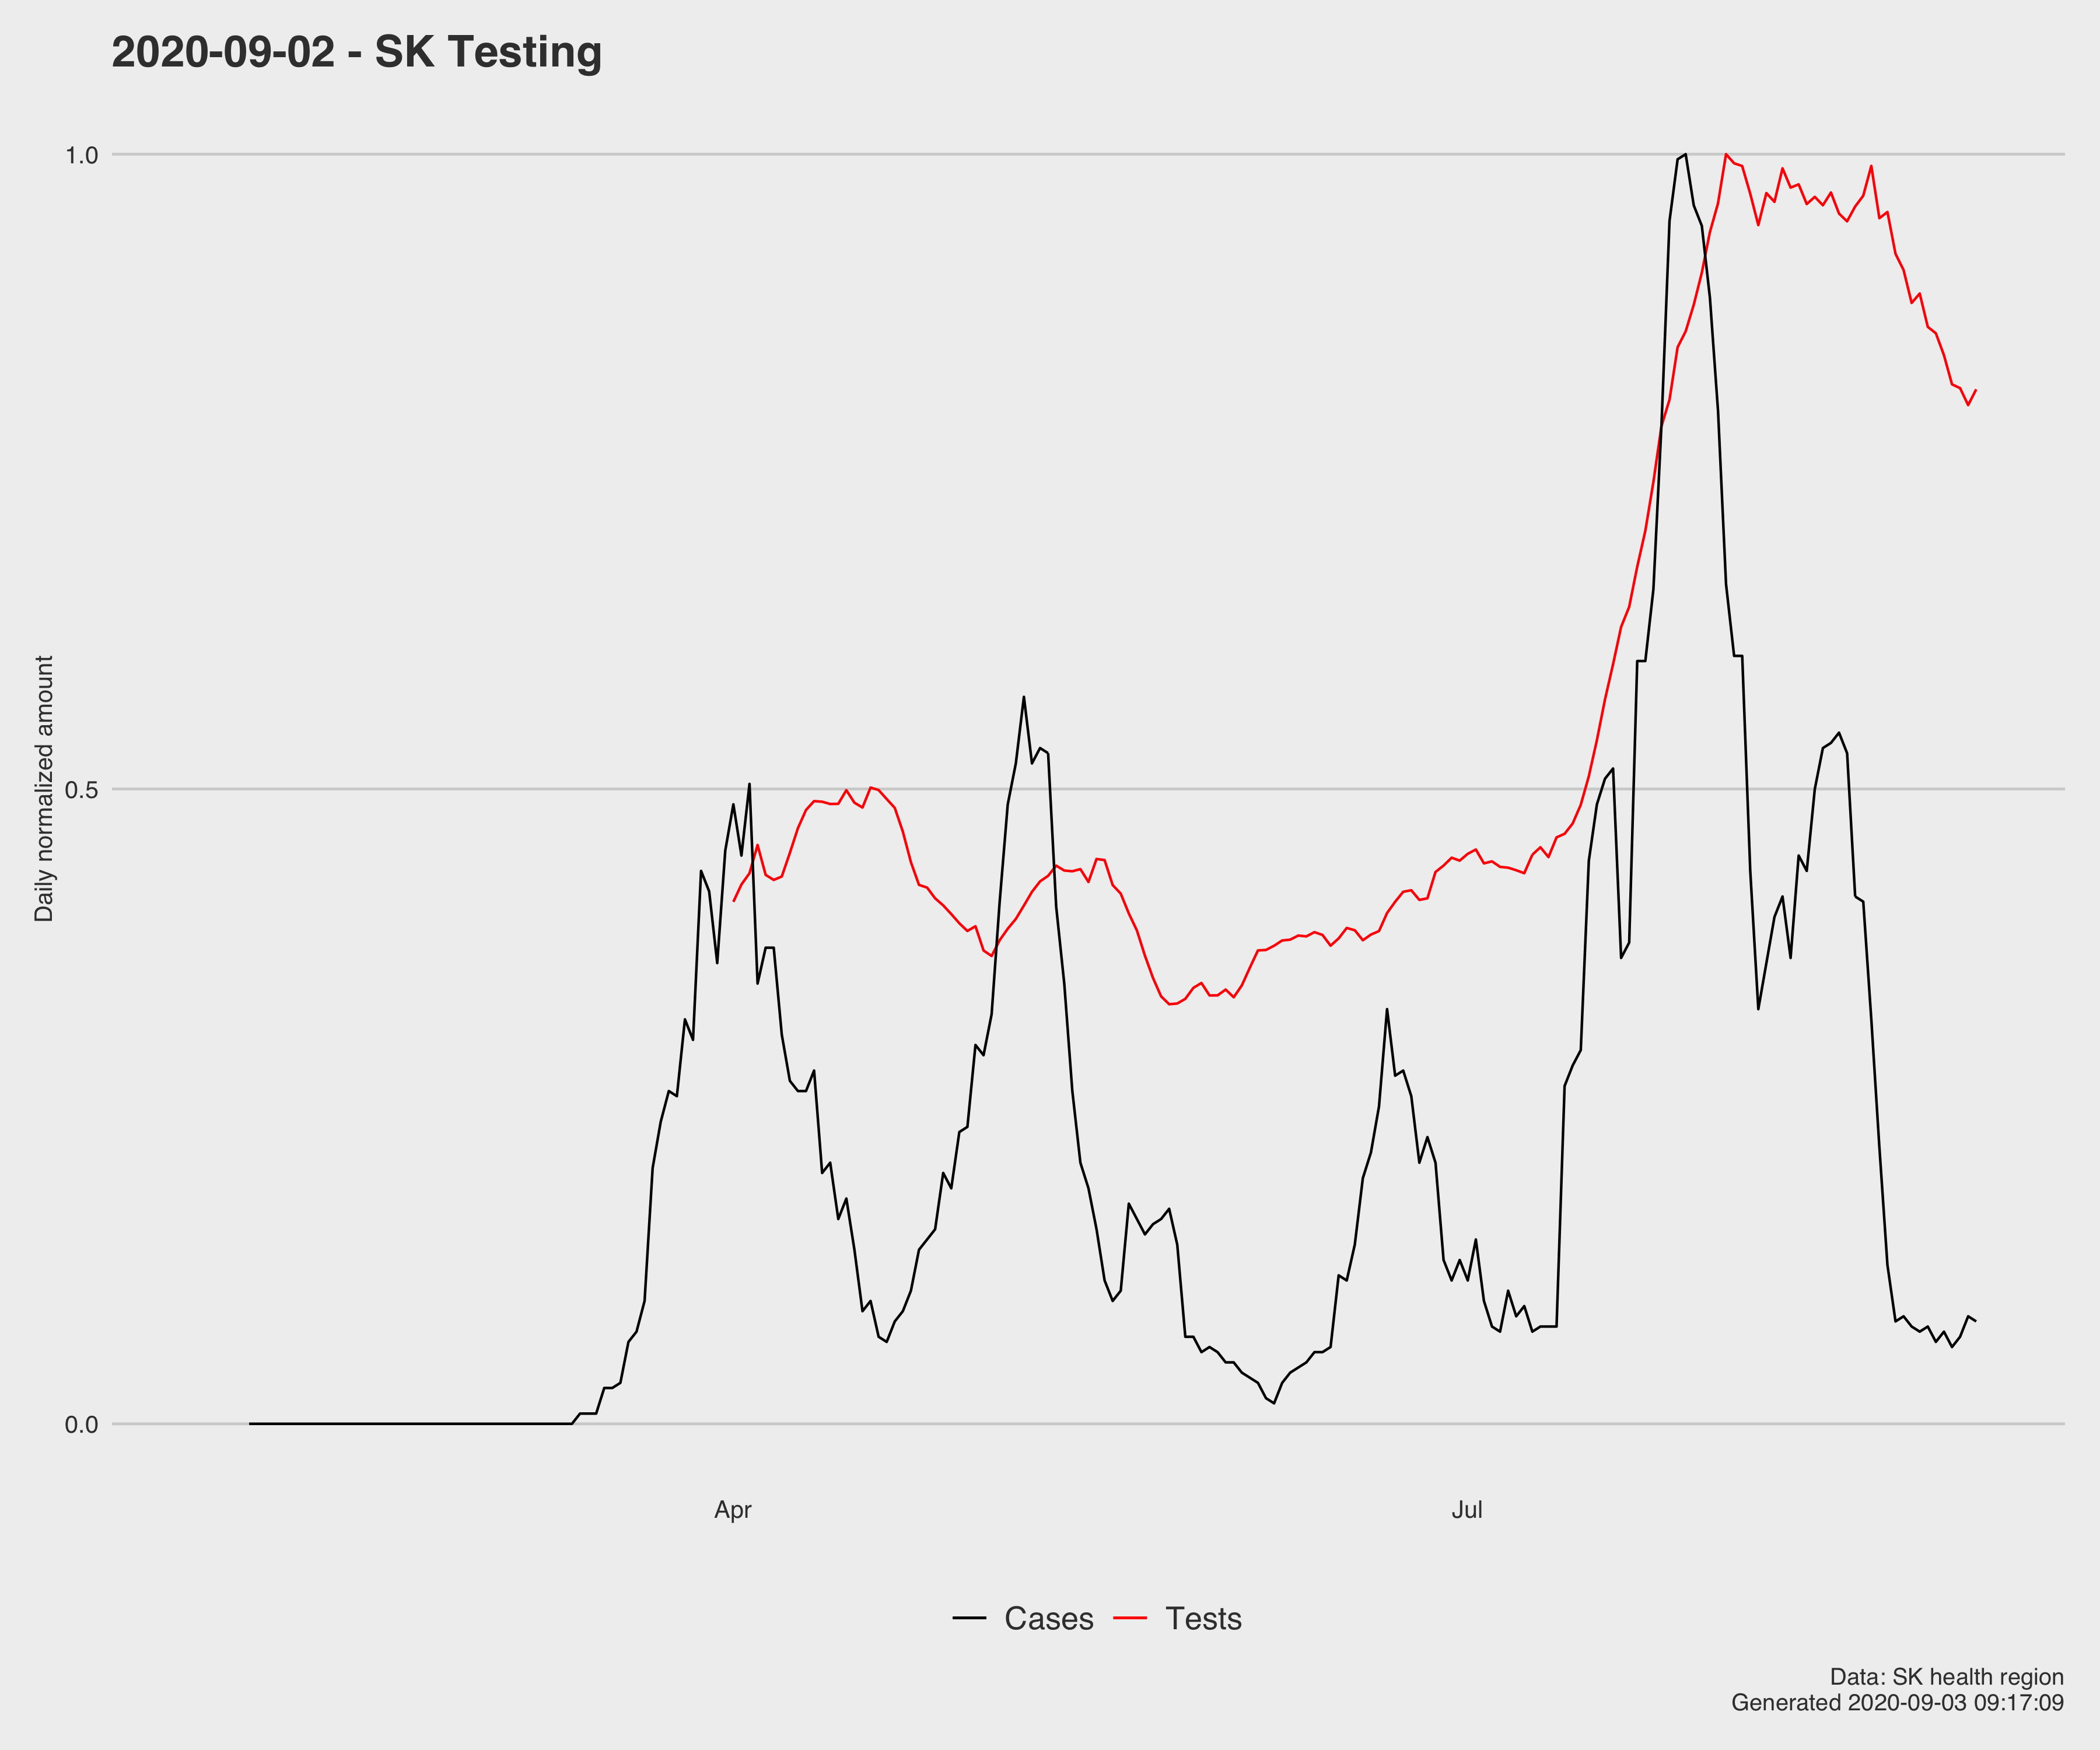 2020-09-02 - SK Testing
1.0
0.5
0.0
Daily normalized amount
Apr
Jul
Cases
Tests
Data: SK health region
Generated 2020-09-03 09:17:09